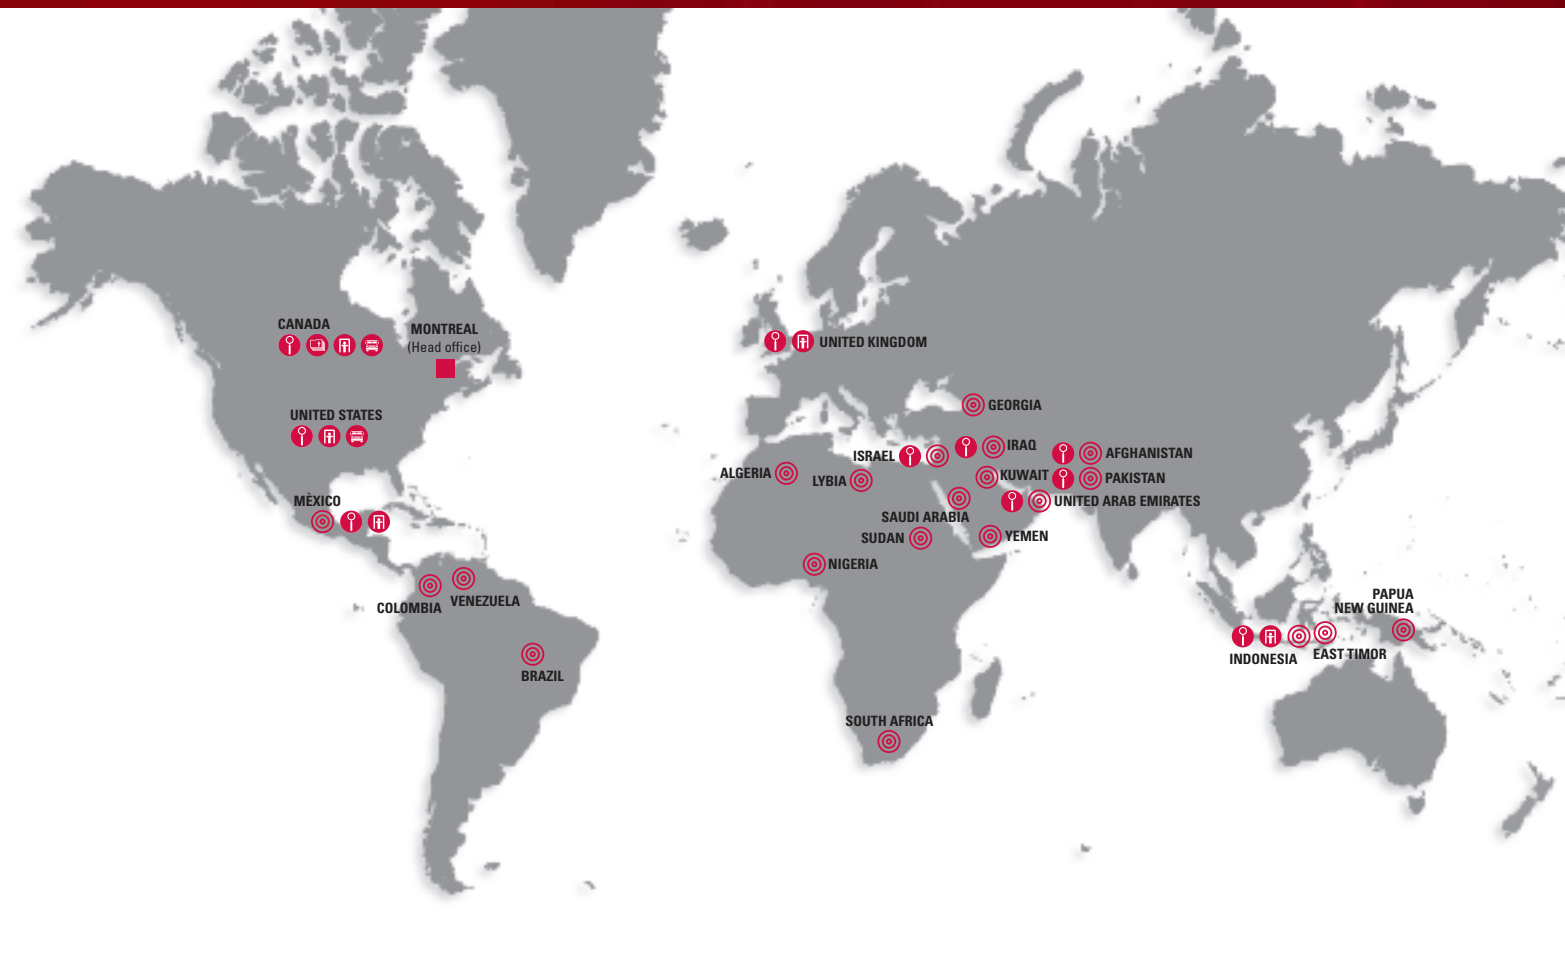 CANADA
MONTREAL
(Head office)
UNITED STATES
MÈXICO
COLOMBIA
VENEZUELA
BRAZIL
UNITED KINGDOM
GEORGIA
ISRAEL
IRAQ
AFGHANISTAN
ALGERIA
LYBIA
KUWAIT
PAKISTAN
UNITED ARAB EMIRATES
SAUDI ARABIA
SUDAN
YEMEN
NIGERIA
SOUTH AFRICA
PAPUA
NEW GUINEA
INDONESIA
EAST TIMOR